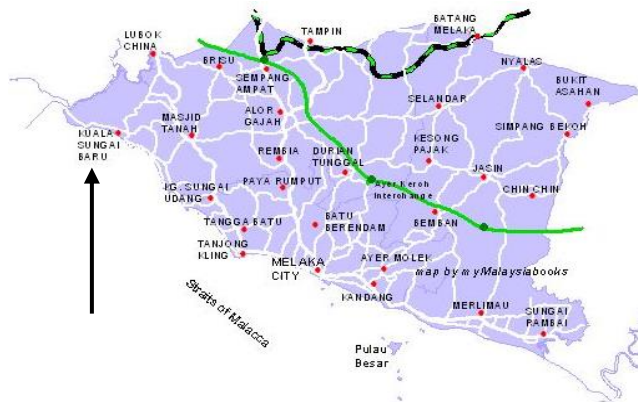 BATANG
MELAKA
TAMPIN
LUBOK
CHINA
BRISU
SEMPANG
AMPAT
NYALAS
BUKIT
ASAHAN
SELANDAR
ALOR
GAJAH
MASJID
TANAH
KUALA
SUNGAI
BARU
SIMPANG BEKOH
KESONG
PAJAK
REMBIA
DURIAN
TUNGGAL
JASIN
PAYA RUMPUT
Ayer Keroh
Interchange
CHIN CHIN
KG. SUNGAI
UDANG
BEMBAN
TANGGA BATU
BATU
BERENDAM
TANJONG
KLING
MELAKA
CITY
AYER MOLEK
map by myMalaysiabooks
KANDANG
Straits of Malacca
MERLIMAU
SUNGAI
RAMBAI
Pulau
Besar